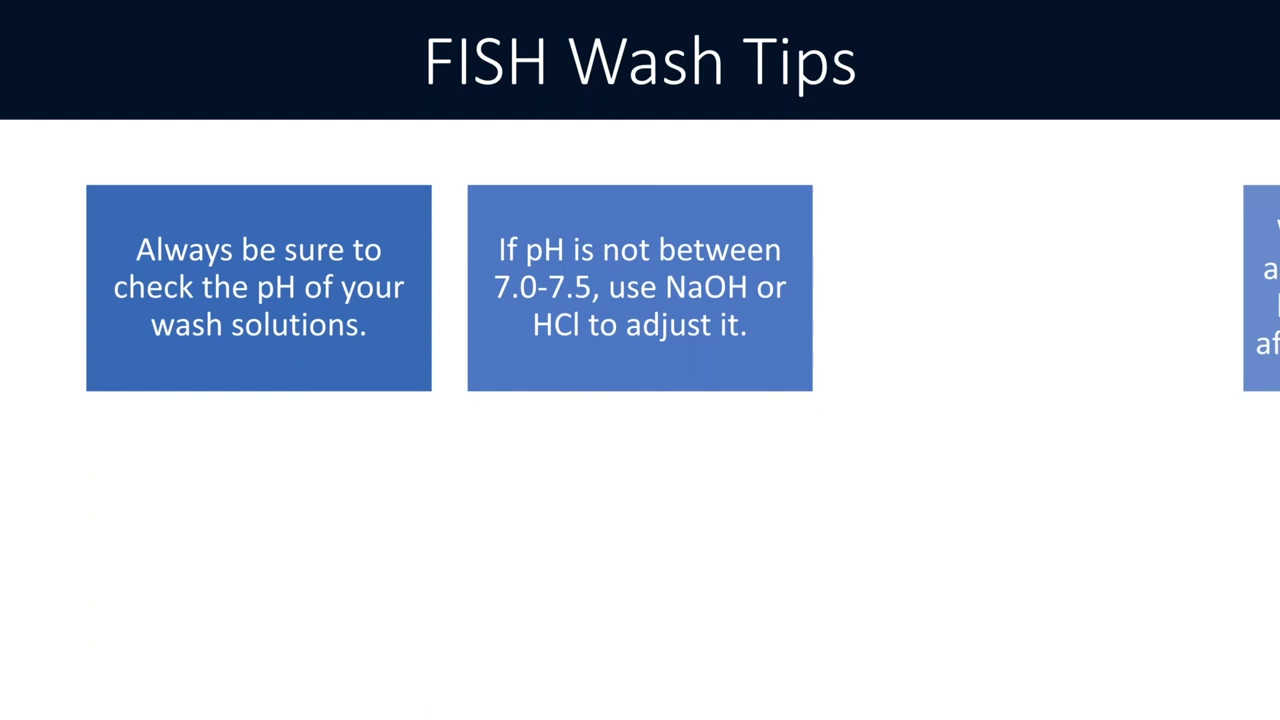 FISH Wash Tips
Always be sure to
check the pH of your
wash solutions.
If pH is not between
7.0-7.5, use NaOH or
HCl to adjust it.